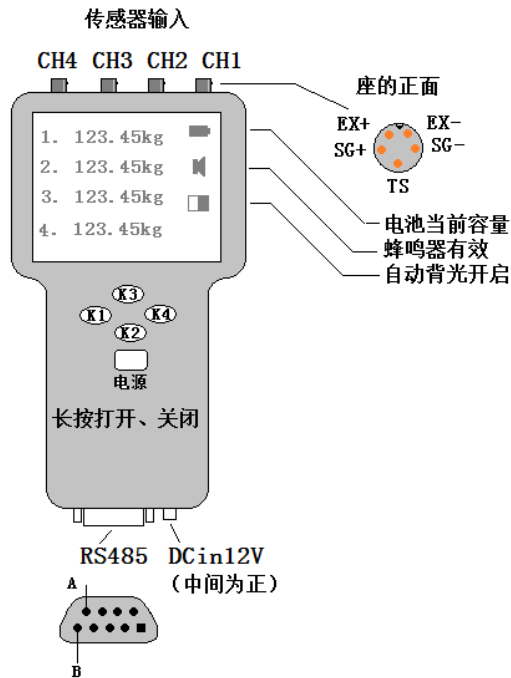 传感器输入
CH4 CH3 CH2 CH1
座的正面
EX+ EX-
SG+ SG-
TS
1. 123.45kg
2. 123.45kg
3. 123.45kg
4. 123.45kg
电池当前容量
蜂鸣器有效
自动背光开启
K3
K1 K4
K2
电源
长按打开、关闭
RS485 DCin12V
(中间为正)
A
B